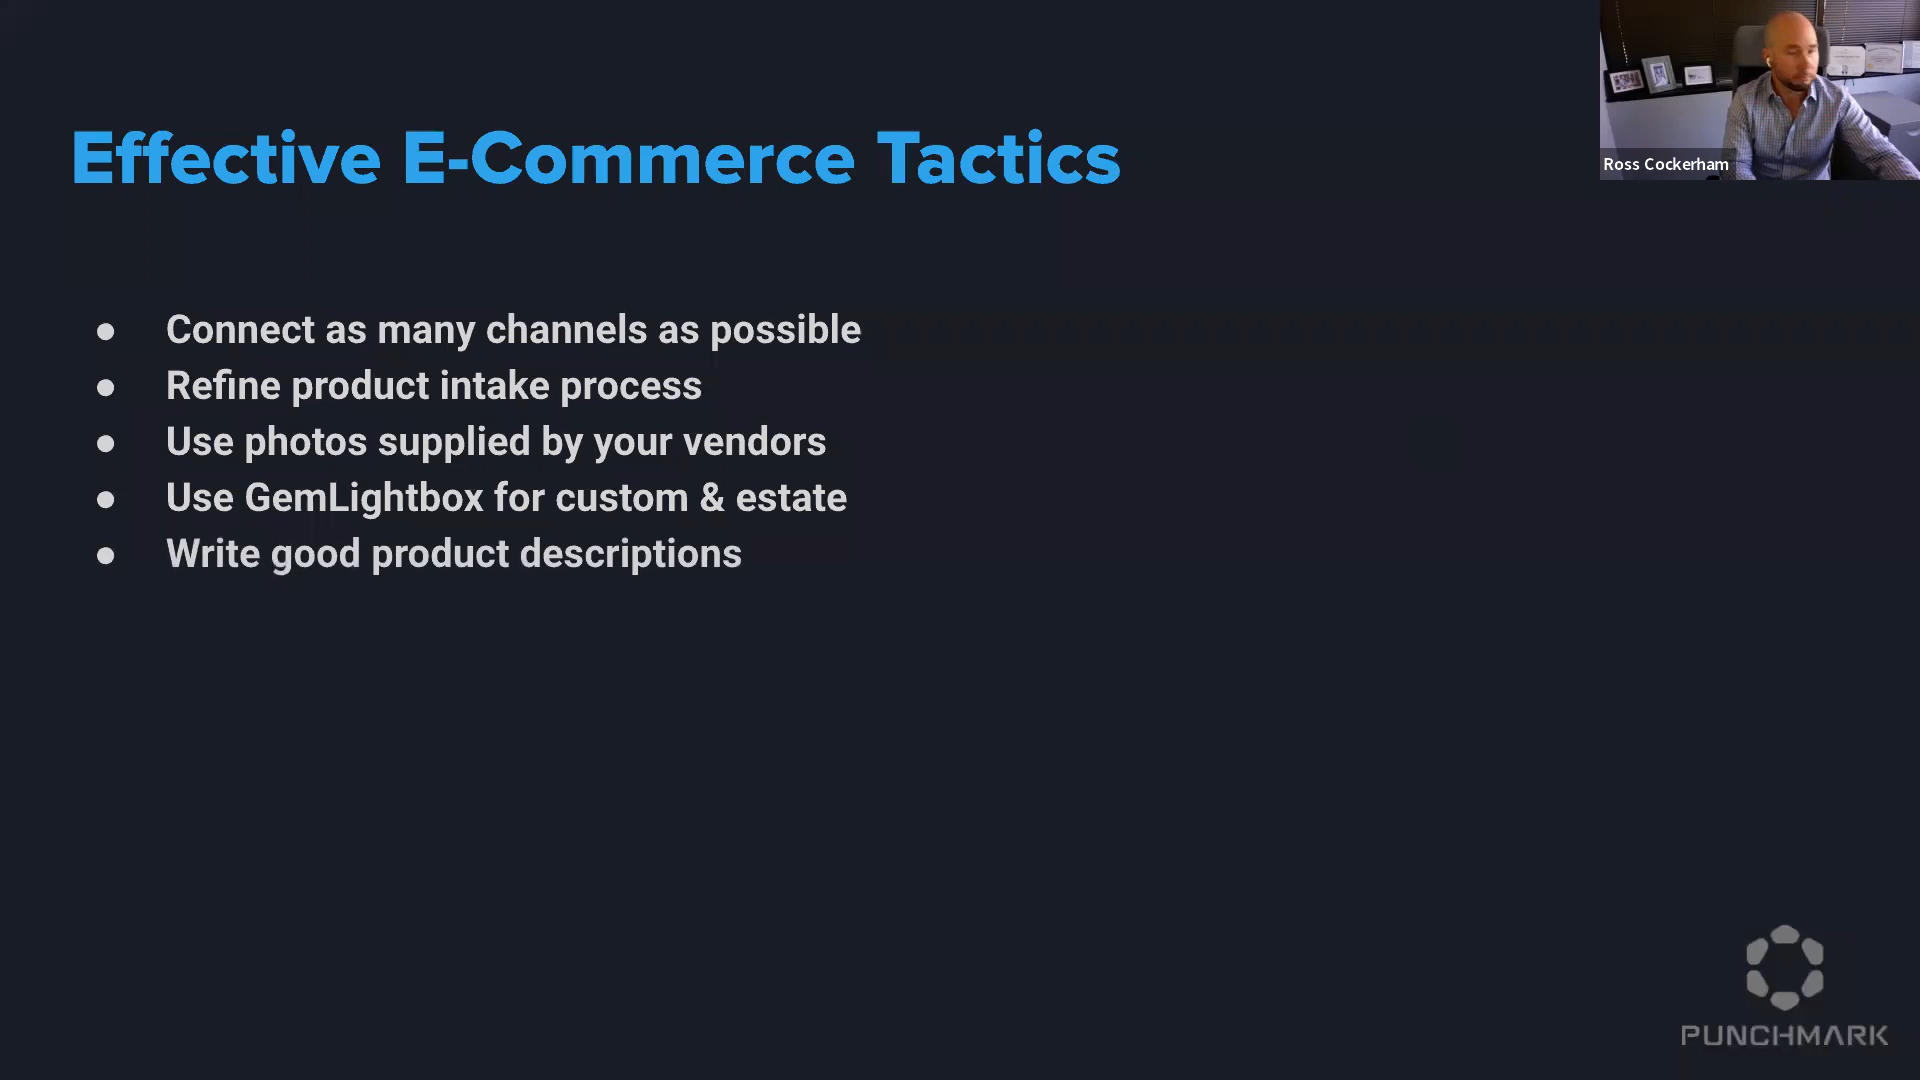 Effective E-Commerce Tactics
Ross Cockerham
● Connect as many channels as possible
● Refine product intake process
● Use photos supplied by your vendors
● Use GemLightbox for custom & estate
● Write good product descriptions
PUNCHMARK